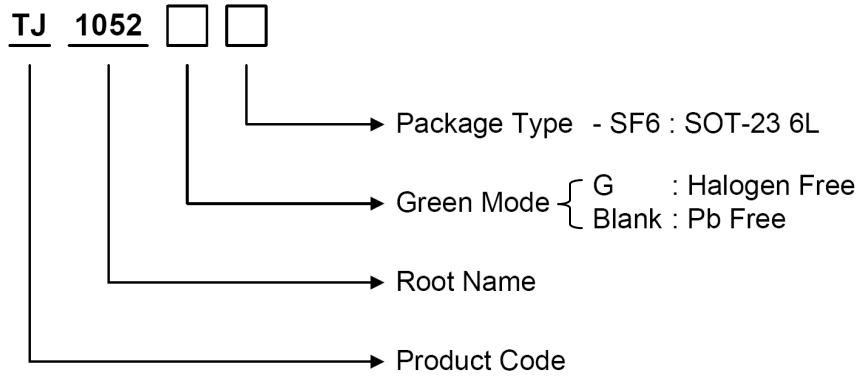 TJ 1052
Package Type - SF6 : SOT-23 6L
Green Mode
G : Halogen Free
Blank : Pb Free
Root Name
Product Code